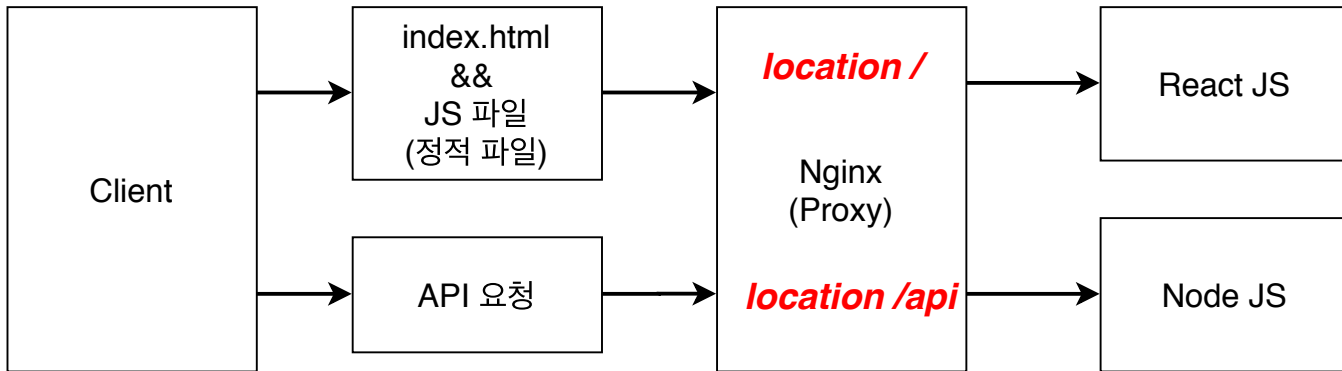 Client
index.html
&&
JS 파일
(정적 파일)
API 요청
location /
Nginx
(Proxy)
location /api
React JS
Node JS